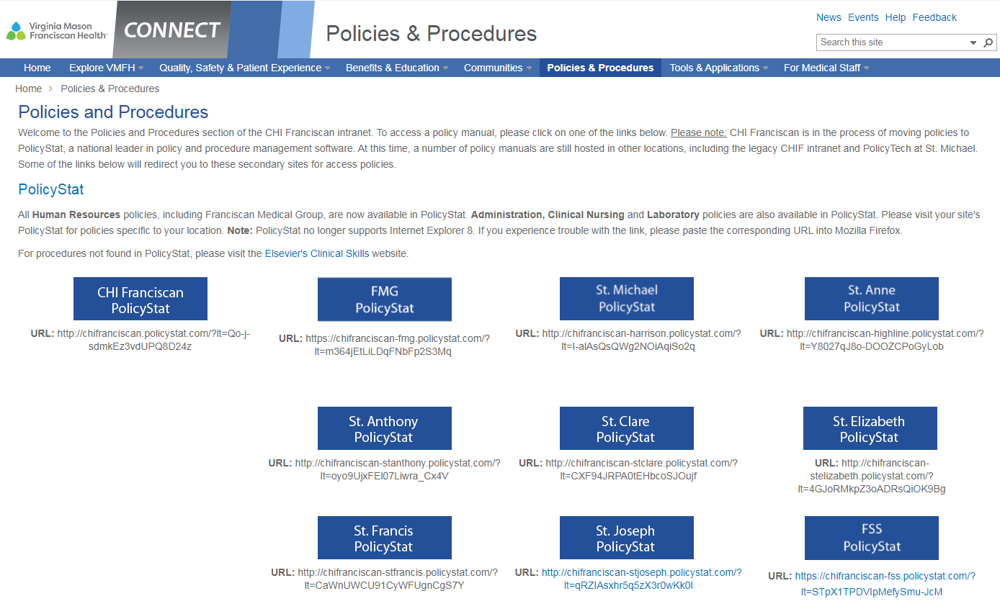 Virginia Mason
Franciscan Health
CONNECT
Policies & Procedures
News Events Help Feedback
Search this site
Home Explore VMFH Quality, Safety & Patient Experience Benefits & Education Communities Policies & Procedures Tools & Applications For Medical Staff
Home > Policies & Procedures
Policies and Procedures
Welcome to the Policies and Procedures section of the CHI Franciscan intranet. To access a policy manual, please click on one of the links below. Please note: CHI Franciscan is in the process of moving policies to
PolicyStat, a national leader in policy and procedure management software. At this time, a number of policy manuals are still hosted in other locations, including the legacy CHIF intranet and PolicyTech at St. Michael.
Some of the links below will redirect you to these secondary sites for access policies.
PolicyStat
All Human Resources policies, including Franciscan Medical Group, are now available in PolicyStat. Administration, Clinical Nursing and Laboratory policies are also available in PolicyStat. Please visit your site's
PolicyStat for policies specific to your location. Note: PolicyStat no longer supports Internet Explorer 8. If you experience trouble with the link, please paste the corresponding URL into Mozilla Firefox.
For procedures not found in PolicyStat, please visit the Elsevier's Clinical Skills website.
CHI Franciscan
PolicyStat
URL: http://chifranciscan.policystat.com/?lt=Qo-j-
sdmkEz3vdUPQ8D24z
FMG
PolicyStat
URL: https://chifranciscan-fmg.policystat.com/?
lt=m364jEtLiLDqFNbFp2S3Mq
St. Michael
PolicyStat
URL: http://chifranciscan-harrison.policystat.com/?
lt=I-alAsQsQWg2NOiAqiSo2q
St. Anne
PolicyStat
URL: http://chifranciscan-highline.policystat.com/?
lt=Y8027qJ8o-DOOZCPoGyLob
St. Anthony
PolicyStat
URL: http://chifranciscan-stanthony.policystat.com/?
lt=oyo9UjxFEl07Liwra_Cx4V
St. Clare
PolicyStat
URL: http://chifranciscan-stclare.policystat.com/?
lt=CXF94JRPA0tEHbcoSJOujf
St. Elizabeth
PolicyStat
URL: http://chifranciscan-
stelizabeth.policystat.com/?
lt=4GJoRMkpZ3oADRsQiOK9Bg
St. Francis
PolicyStat
URL: http://chifranciscan-stfrancis.policystat.com/?
lt=CaWnUWCU91CyWFUgnCgS7Y
St. Joseph
PolicyStat
URL: http://chifranciscan-stjoseph.policystat.com/?
lt=qRZIAsxhr5q5zX3r0wKk0I
FSS
PolicyStat
URL: https://chifranciscan-fss.policystat.com/?
lt=STpX1TPDVIpMefySmu-JcM